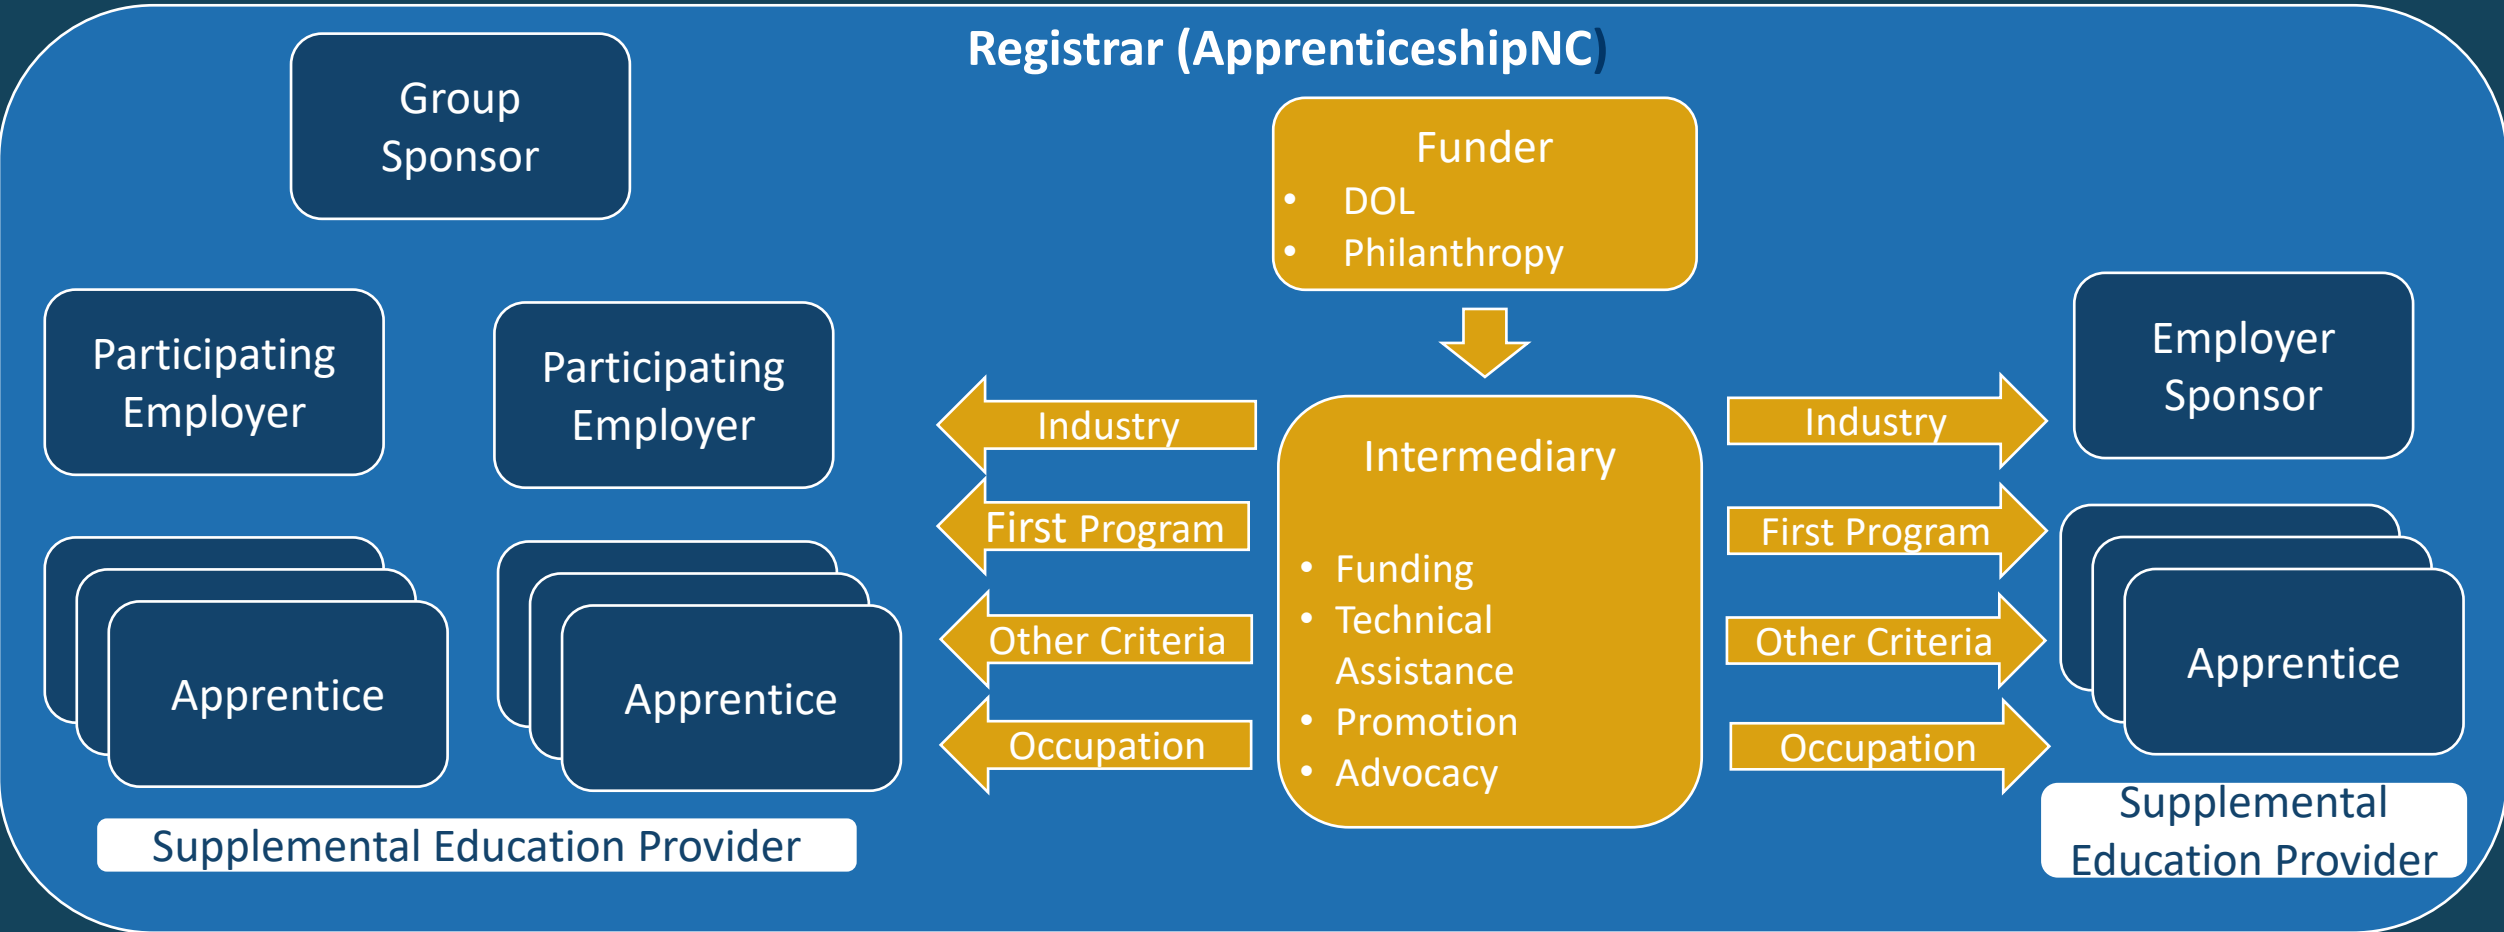 Registrar (ApprenticeshipNC)
Group
Sponsor
Funder
• DOL
• Philanthropy
Participating
Employer
Participating
Employer
Employer
Sponsor
Industry
First Program
Other Criteria
Occupation
Intermediary
• Funding
• Technical
Assistance
• Promotion
• Advocacy
Industry
First Program
Other Criteria
Occupation
Apprentice
Apprentice
Apprentice
Supplemental Education Provider
Supplemental
Education Provider